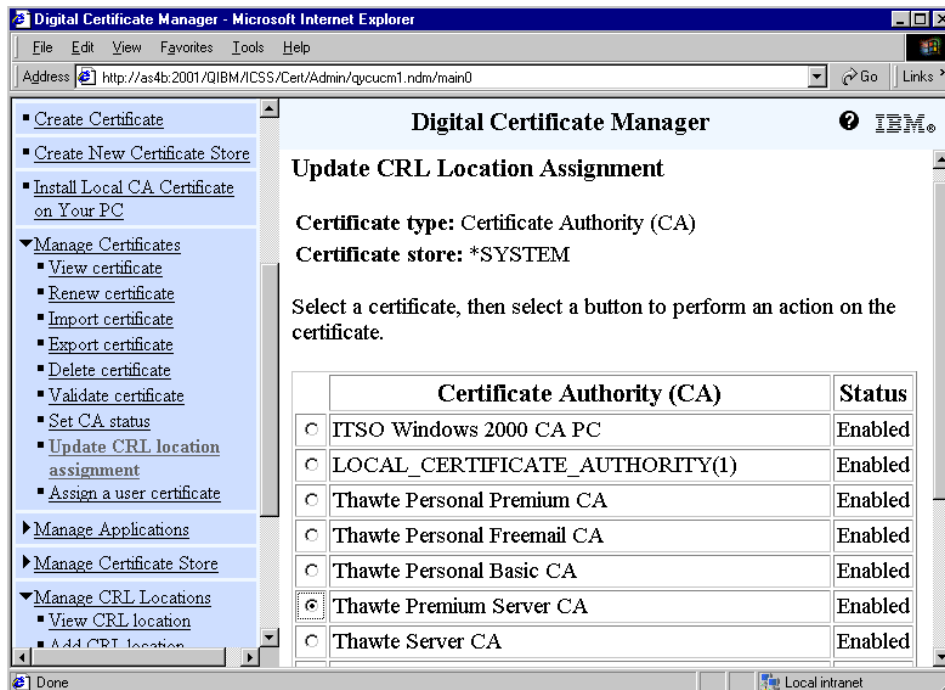 Digital Certificate Manager - Microsoft Internet Explorer
File Edit View Favorites Tools Help
Address http://as4b:2001/QIBM/ICSS/Cert/Admin/qycucm1.ndm/main0 Go Links
Create Certificate
Create New Certificate Store
Install Local CA Certificate
on Your PC
Manage Certificates
View certificate
Renew certificate
Import certificate
Export certificate
Delete certificate
Validate certificate
Set CA status
Update CRL location
assignment
Assign a user certificate
Manage Applications
Manage Certificate Store
Manage CRL Locations
View CRL location
Add CRL location
Digital Certificate Manager
IBM®
Update CRL Location Assignment
Certificate type: Certificate Authority (CA)
Certificate store: *SYSTEM
Select a certificate, then select a button to perform an action on the
certificate.
Certificate Authority (CA) Status
ITSO Windows 2000 CA PC Enabled
LOCAL_CERTIFICATE_AUTHORITY(1) Enabled
Thawte Personal Premium CA Enabled
Thawte Personal Freemail CA Enabled
Thawte Personal Basic CA Enabled
Thawte Premium Server CA Enabled
Thawte Server CA Enabled
Done Local intranet